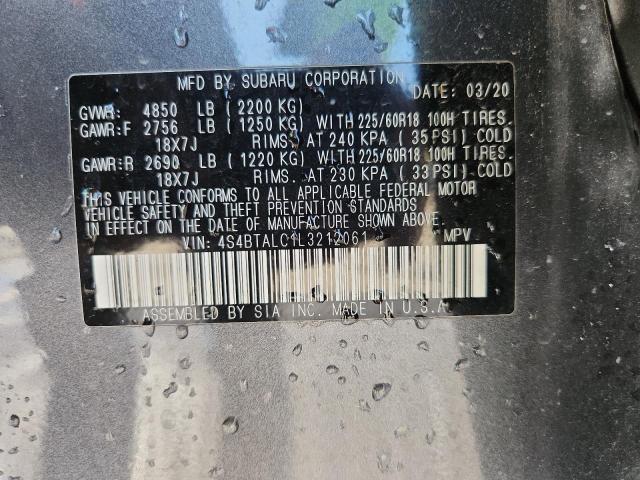 MFD BY SUBARU CORPORATION
DATE: 03/20
GVWR: 4850 LB (2200 KG)
GAWR:F 2756 LB (1250 KG) WITH 225/60R18 100H TIRES,
18X7J RIMS, AT 240 KPA (35 PSI) COLD
GAWR:R 2690 LB (1220 KG) WITH 225/60R18 100H TIRES,
18X7J RIMS, AT 230 KPA (33 PSI) COLD
THIS VEHICLE CONFORMS TO ALL APPLICABLE FEDERAL MOTOR
VEHICLE SAFETY AND THEFT PREVENTION STANDARDS
IN EFFECT ON THE DATE OF MANUFACTURE SHOWN ABOVE.
VIN: 4S4BTALC1L3212061 MPV
ASSEMBLED BY SIA INC. MADE IN U.S.A.